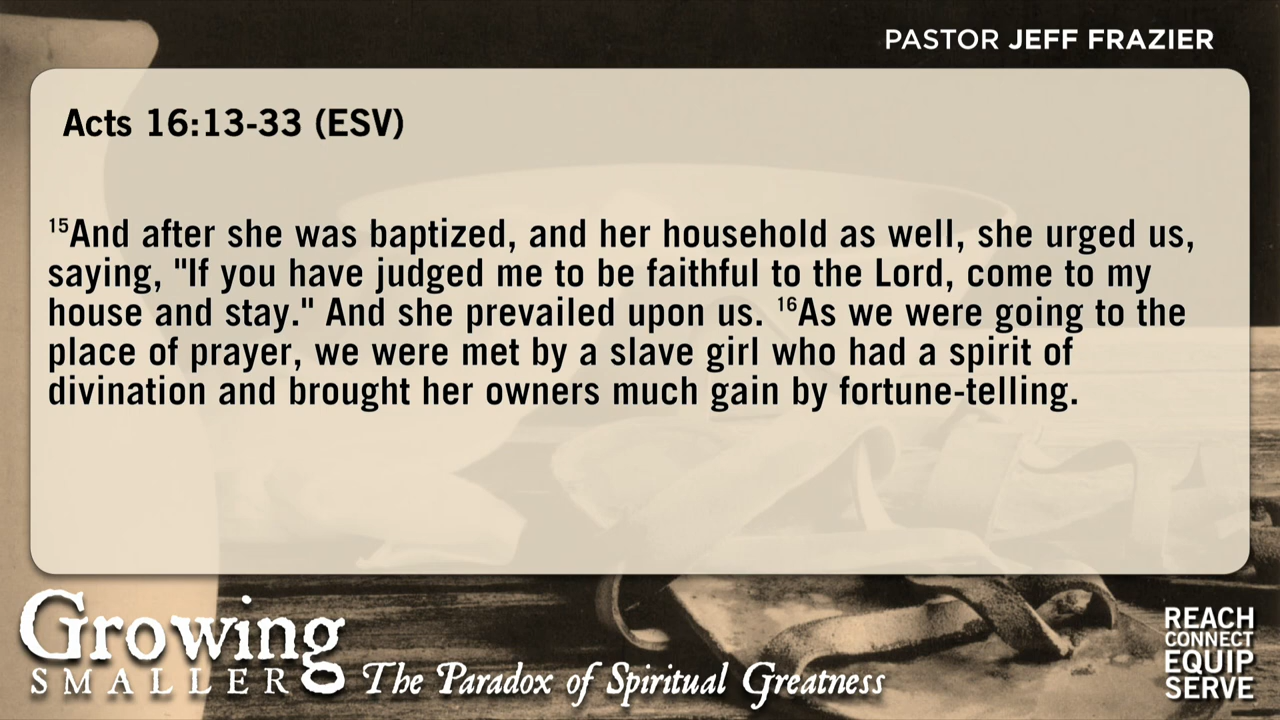 PASTOR JEFF FRAZIER
Acts 16:13-33 (ESV)
¹⁵And after she was baptized, and her household as well, she urged us,
saying, "If you have judged me to be faithful to the Lord, come to my
house and stay." And she prevailed upon us. ¹⁶As we were going to the
place of prayer, we were met by a slave girl who had a spirit of
divination and brought her owners much gain by fortune-telling.
Growing
SMALLER
The Paradox of Spiritual Greatness
REACH
CONNECT
EQUIP
SERVE